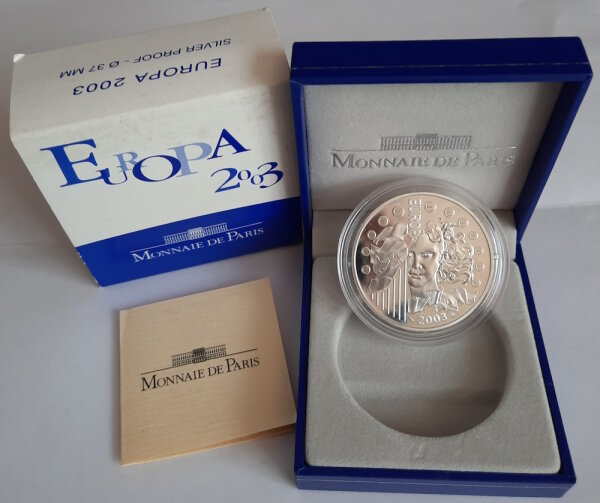 EUROPA 2003
SILVER PROOF - Ø 37 MM
EUROPA
2003
MONNAIE DE PARIS
MONNAIE DE PARIS
MONNAIE DE PARIS
EUROPA
2003